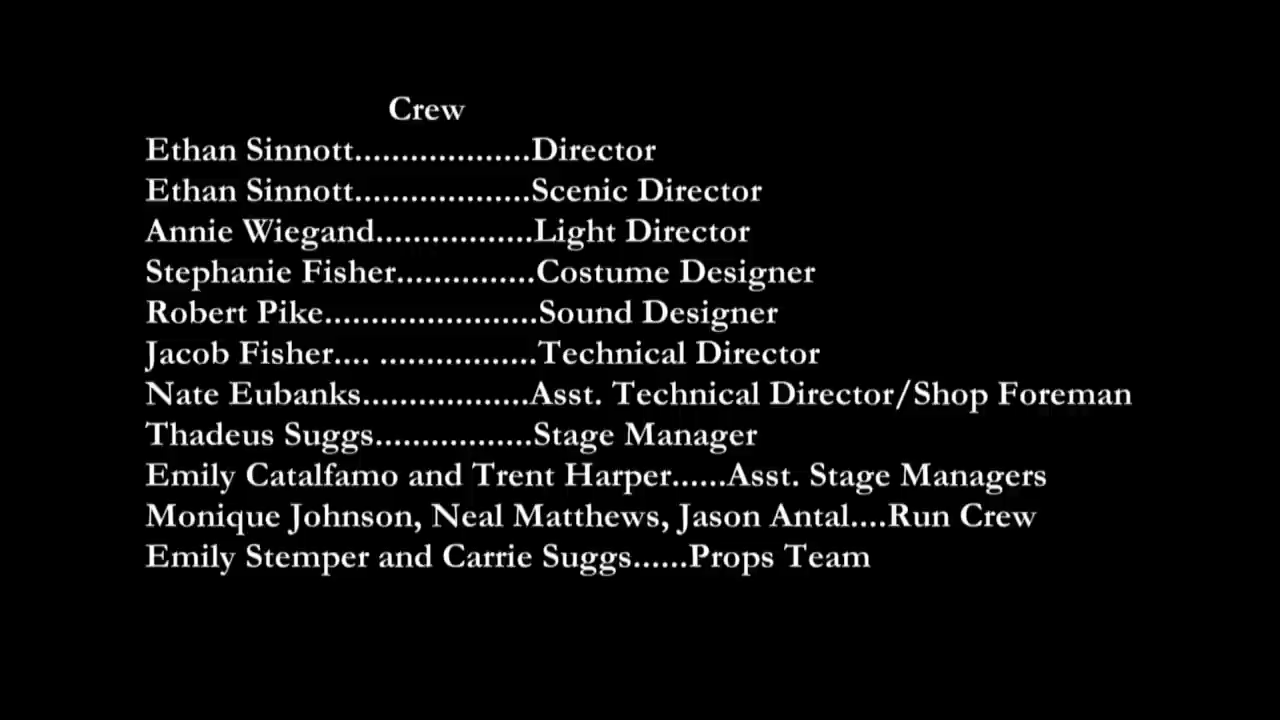 Crew
Ethan Sinnott...................Director
Ethan Sinnott...................Scenic Director
Annie Wiegand.................Light Director
Stephanie Fisher...............Costume Designer
Robert Pike.......................Sound Designer
Jacob Fisher.... .................Technical Director
Nate Eubanks..................Asst. Technical Director/Shop Foreman
Thadeus Suggs.................Stage Manager
Emily Catalfamo and Trent Harper......Asst. Stage Managers
Monique Johnson, Neal Matthews, Jason Antal....Run Crew
Emily Stemper and Carrie Suggs......Props Team